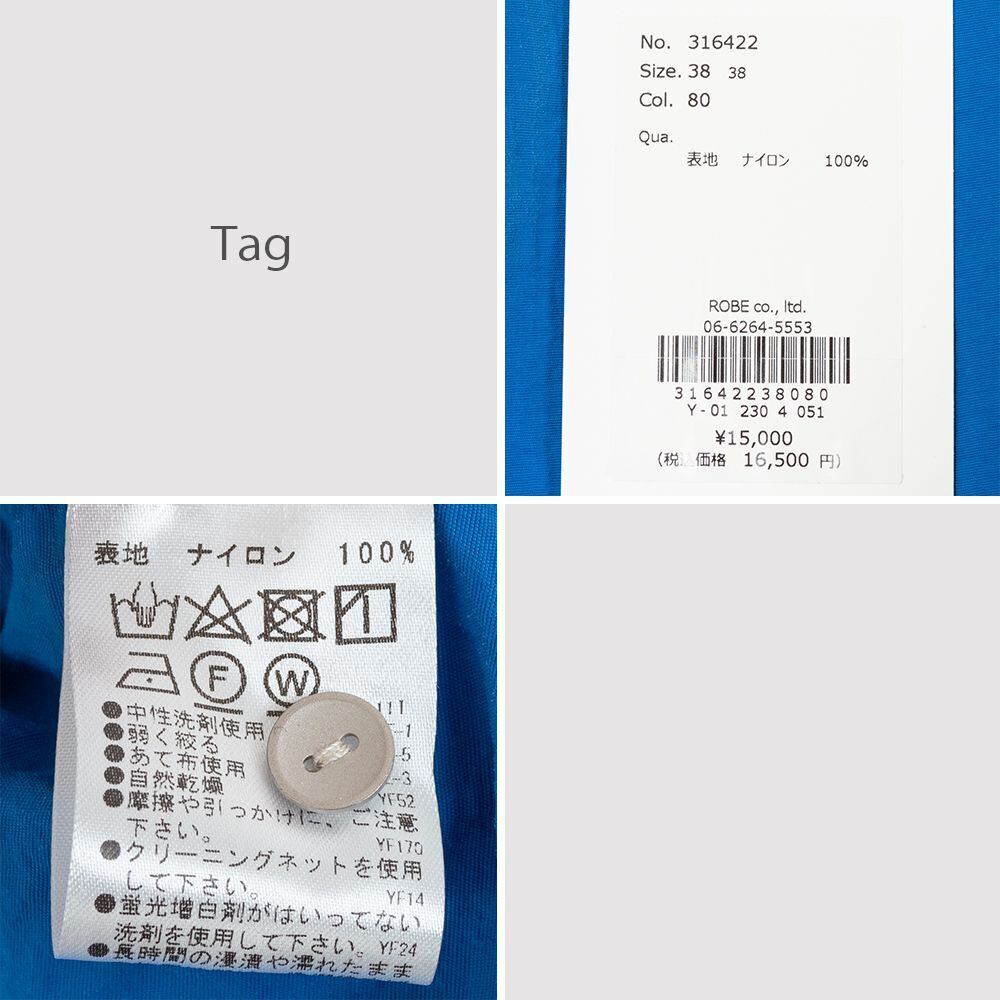 Tag
No. 316422
Size. 38 38
Col. 80
Qua.
表地 ナイロン 100%
ROBE co., ltd.
06-6264-5553
31642238080
Y-01 230 4 051
¥15,000
(税込価格 16,500 円)
表地 ナイロン 100%
F W
●中性洗剤使用
●弱く絞る -1
●あて布使用 -5
●自然乾燥 -3
●摩擦や引っかけに、ご注意 YF52
下さい。 YF170
●クリーニングネットを使用
して下さい。 YF14
●蛍光増白剤がはいってない
洗剤を使用して下さい。 YF24
●長時間の浸漬や濡れたまま